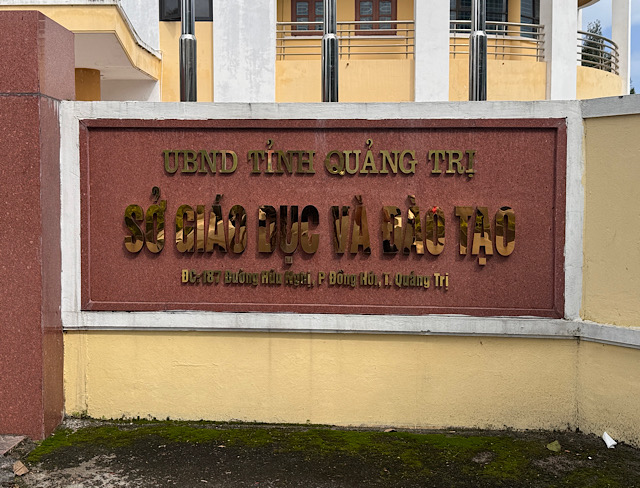 UBND TỈNH QUẢNG TRỊ
SỞ GIÁO DỤC VÀ ĐÀO TẠO
ĐC: 187 Đường Hữu Nghị, P Đồng Hới, T. Quảng Trị